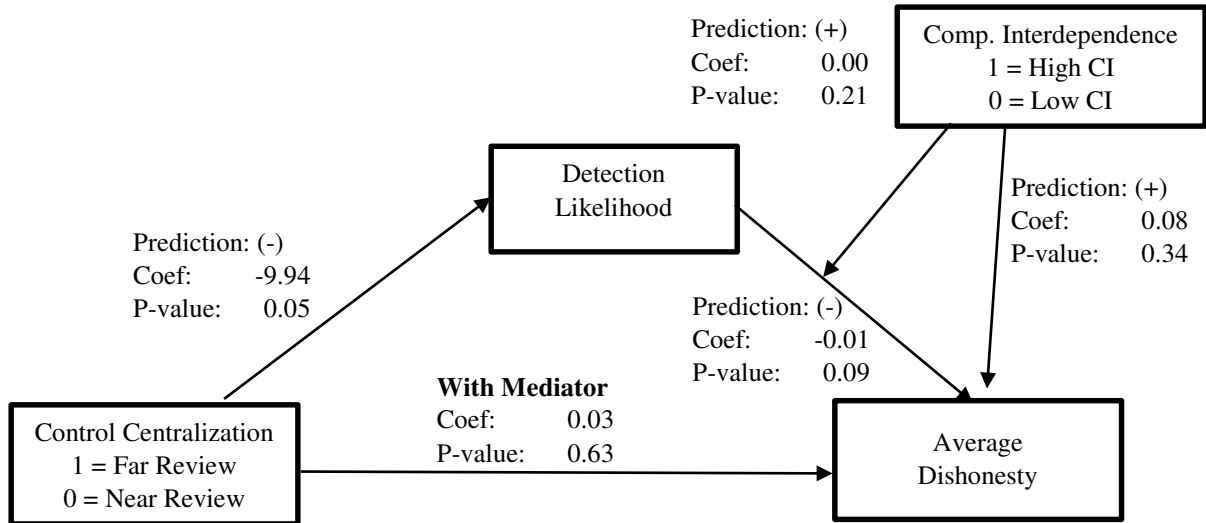 Prediction: (+)
Coef: 0.00
P-value: 0.21
Comp. Interdependence
1 = High CI
0 = Low CI
Detection
Likelihood
Prediction: (+)
Coef: 0.08
P-value: 0.34
Prediction: (-)
Coef: -9.94
P-value: 0.05
Prediction: (-)
Coef: -0.01
P-value: 0.09
With Mediator
Coef: 0.03
P-value: 0.63
Control Centralization
1 = Far Review
0 = Near Review
Average
Dishonesty